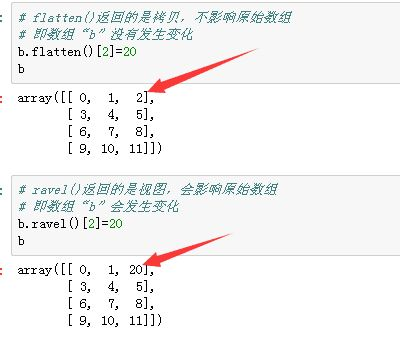 # flatten()返回的是拷贝，不影响原始数组
# 即数组“b”没有发生变化
b.flatten()[2]=20
b
array([[ 0,  1,  2],
       [ 3,  4,  5],
       [ 6,  7,  8],
       [ 9, 10, 11]])
# ravel()返回的是视图，会影响原始数组
# 即数组“b”会发生变化
b.ravel()[2]=20
b
array([[ 0,  1, 20],
       [ 3,  4,  5],
       [ 6,  7,  8],
       [ 9, 10, 11]])